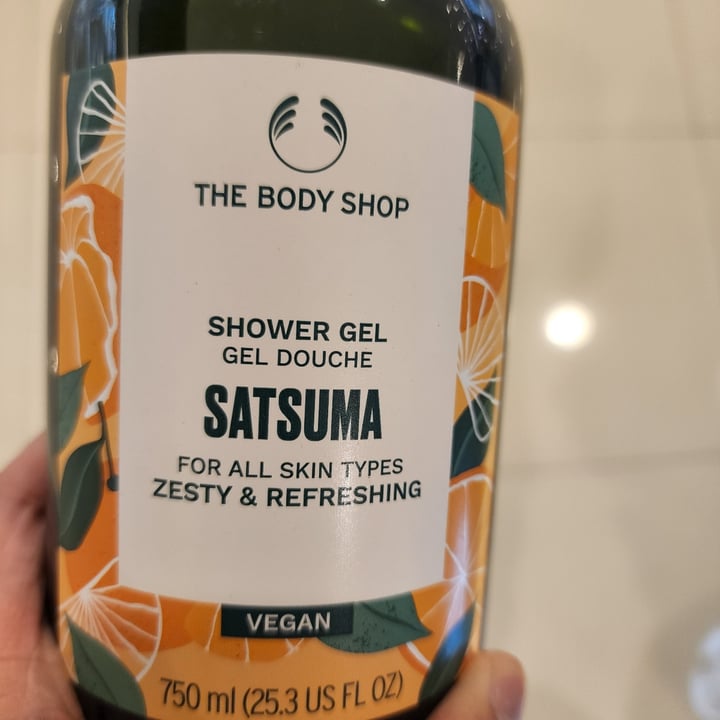 THE BODY SHOP
SHOWER GEL
GEL DOUCHE
SATSUMA
FOR ALL SKIN TYPES
ZESTY & REFRESHING
VEGAN
750 ml (25.3 US FL OZ)